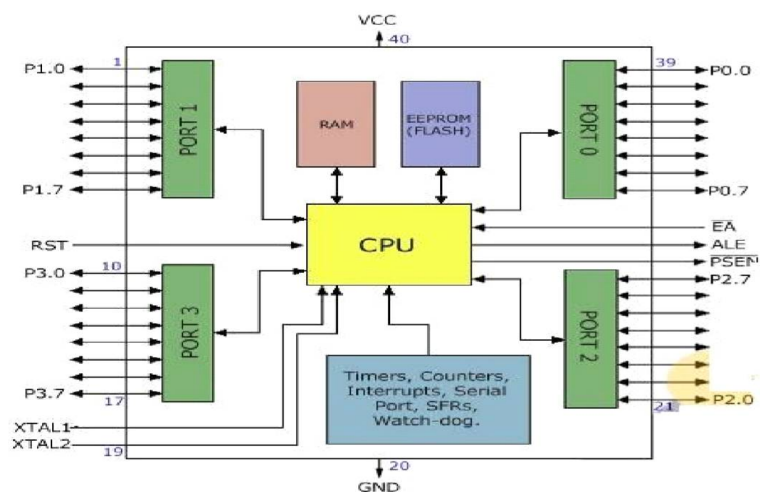 VCC
40
P1.0
1
39
P0.0
PORT 1
RAM
EEPROM
(FLASH)
PORT 0
P1.7
P0.7
EA
RST
CPU
ALE
PSEN
P3.0
10
P2.7
PORT 3
PORT 2
Timers, Counters,
Interrupts, Serial
Port, SFRs,
Watch-dog.
P3.7
17
21
P2.0
XTAL1
XTAL2
19
20
GND